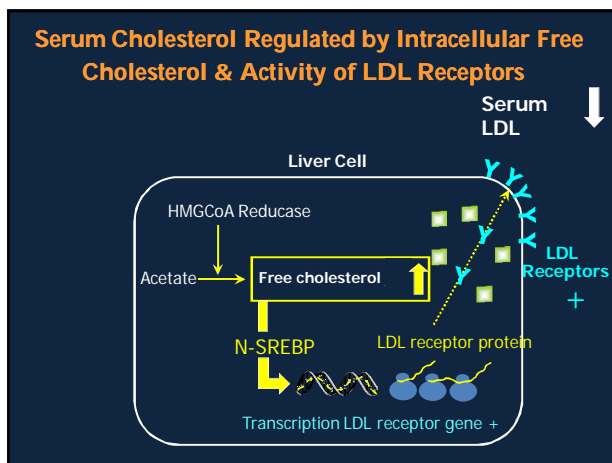 Serum Cholesterol Regulated by Intracellular Free
Cholesterol & Activity of LDL Receptors
Serum
LDL
Liver Cell
HMGCoA Reducase
Acetate
Free cholesterol
LDL
Receptors
+
N-SREBP
LDL receptor protein
Transcription LDL receptor gene +